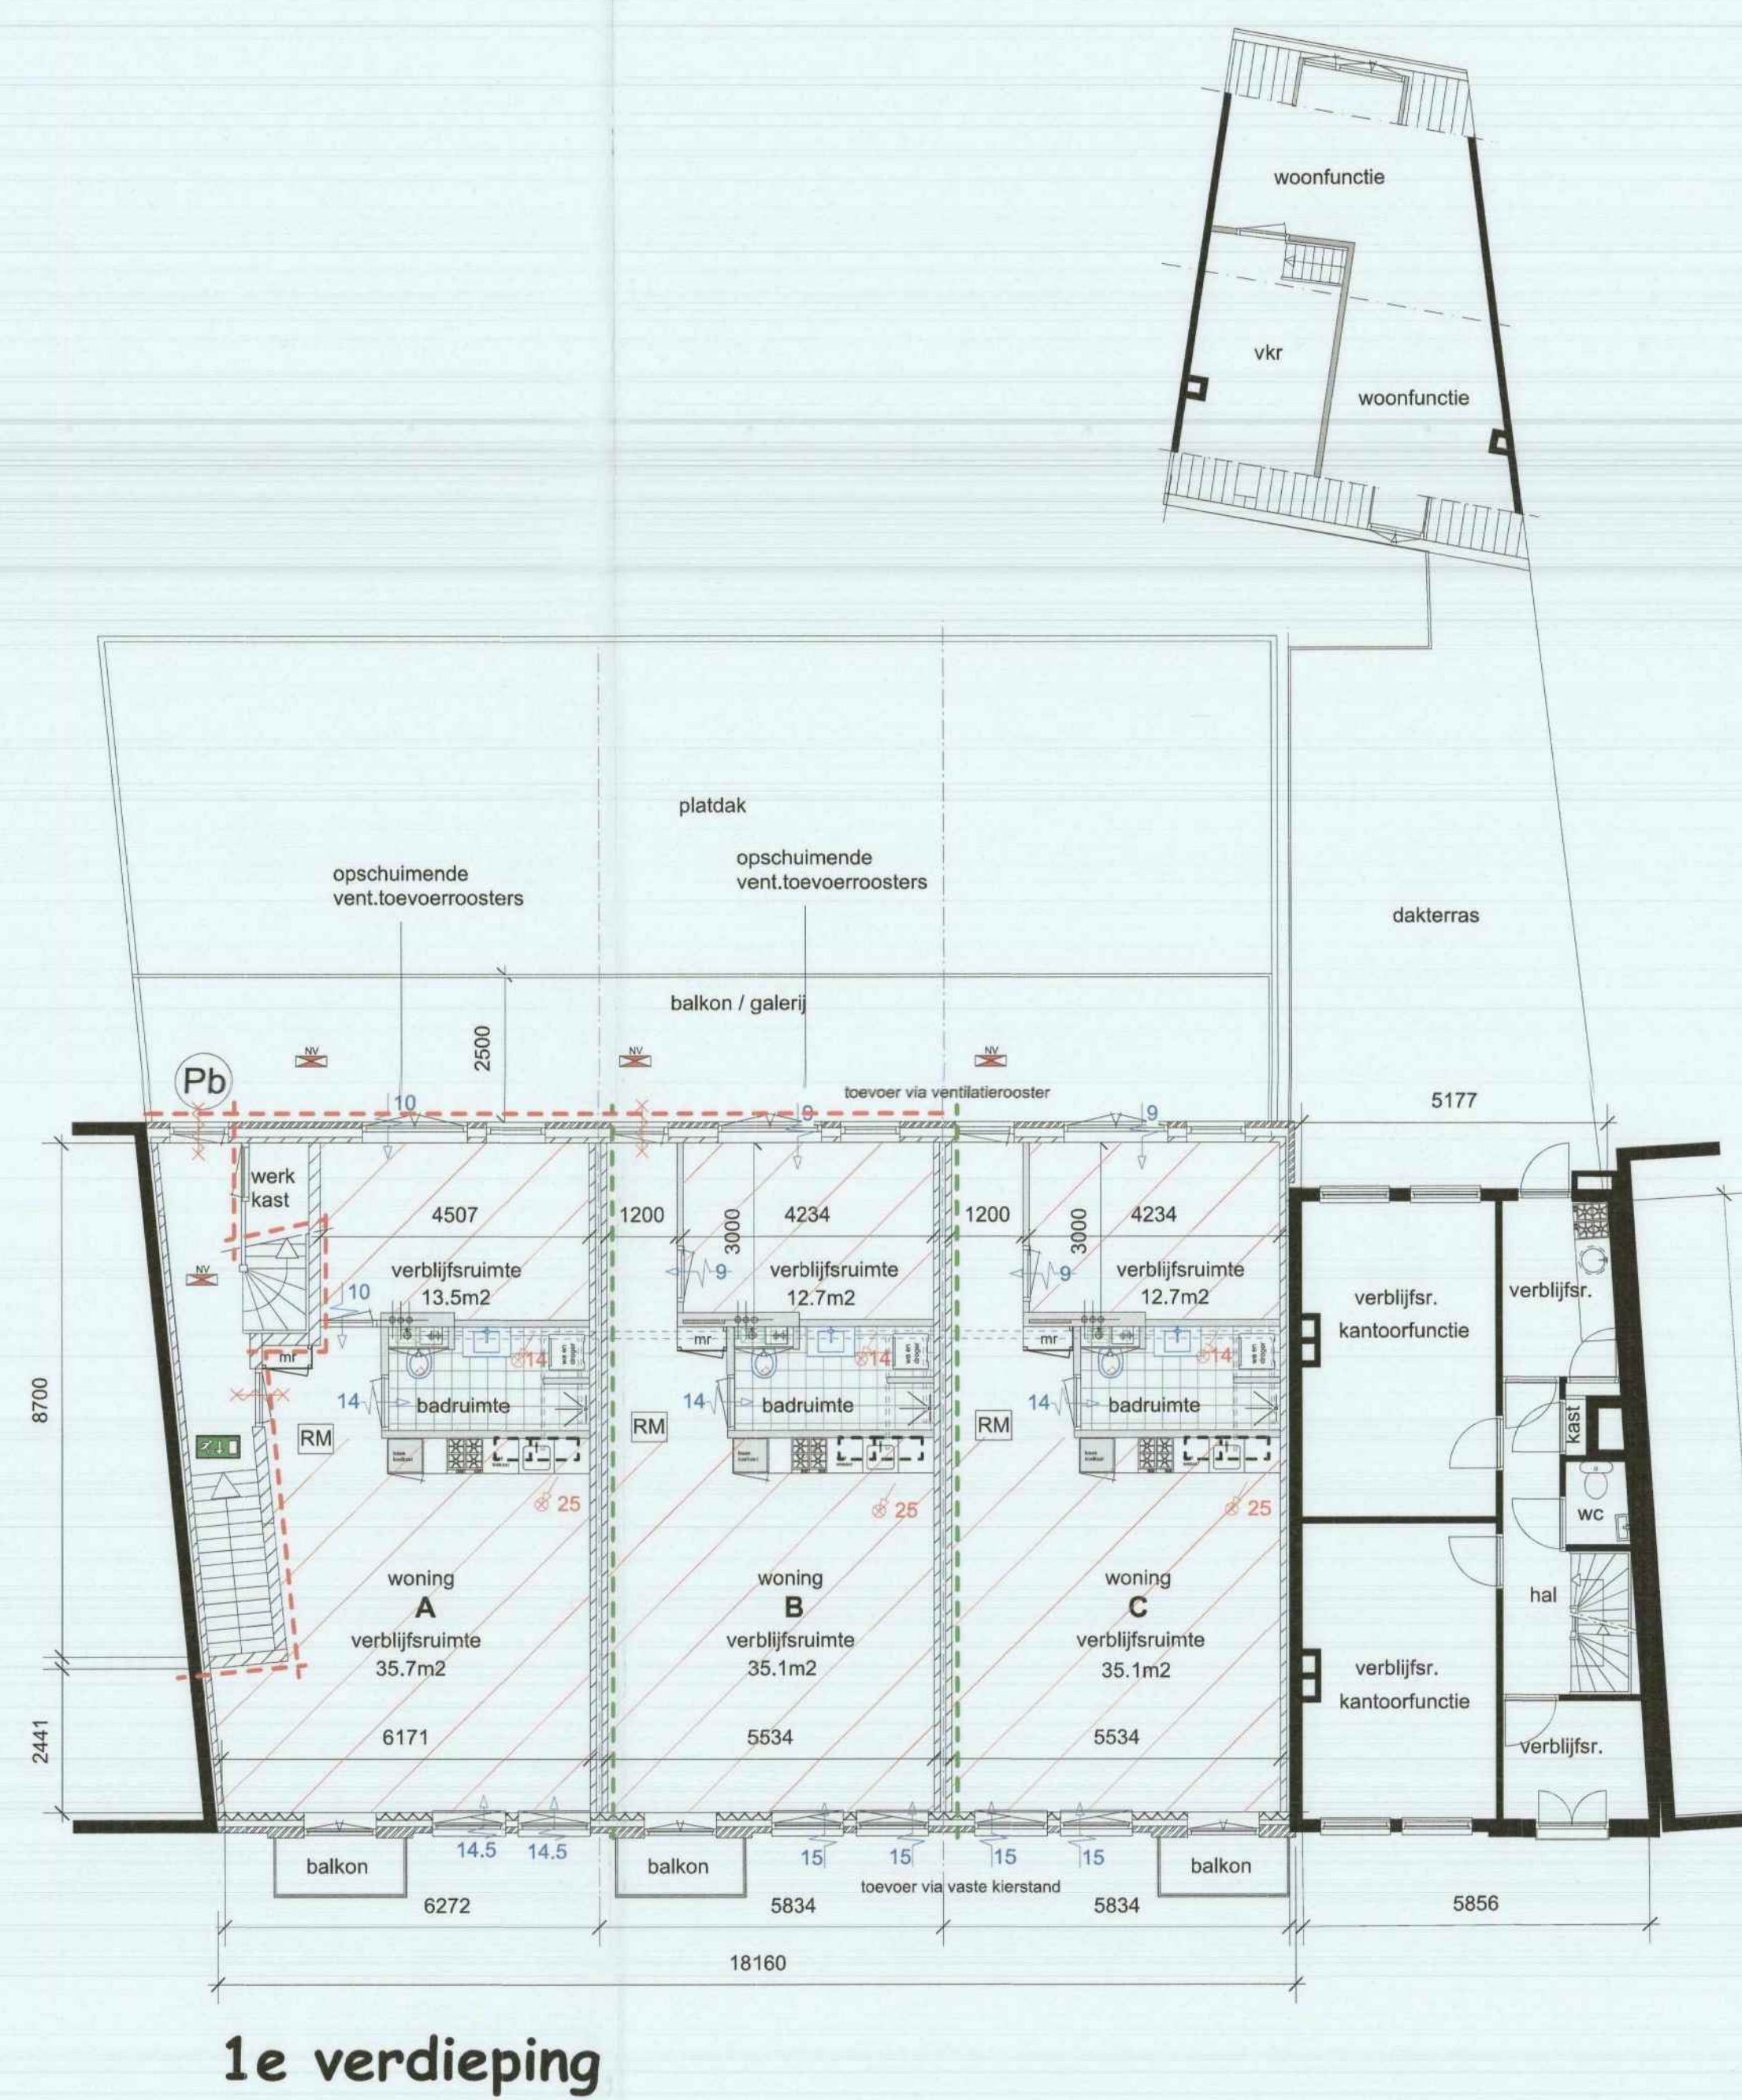 woonfunctie
vkr
woonfunctie
platdak
opschuimende
vent.toevoerroosters
opschuimende
vent.toevoerroosters
dakterras
balkon / galerij
2500
NV
NV
NV
Pb
toevoer via ventilatierooster
5177
10
9
9
werk
kast
4507
1200
3000
4234
1200
3000
4234
NV
verblijfsruimte
13.5m2
9
verblijfsruimte
12.7m2
9
verblijfsruimte
12.7m2
verblijfsr.
kantoorfunctie
verblijfsr.
10
mr
mr
mr
14
14
14
8700
14
badruimte
14
badruimte
14
badruimte
kast
RM
RM
RM
25
25
25
wc
woning
A
verblijfsruimte
35.7m2
woning
B
verblijfsruimte
35.1m2
woning
C
verblijfsruimte
35.1m2
hal
verblijfsr.
kantoorfunctie
2441
6171
5534
5534
verblijfsr.
14.5
14.5
15
15
15
15
balkon
balkon
balkon
toevoer via vaste kierstand
6272
5834
5834
5856
18160
1e verdieping